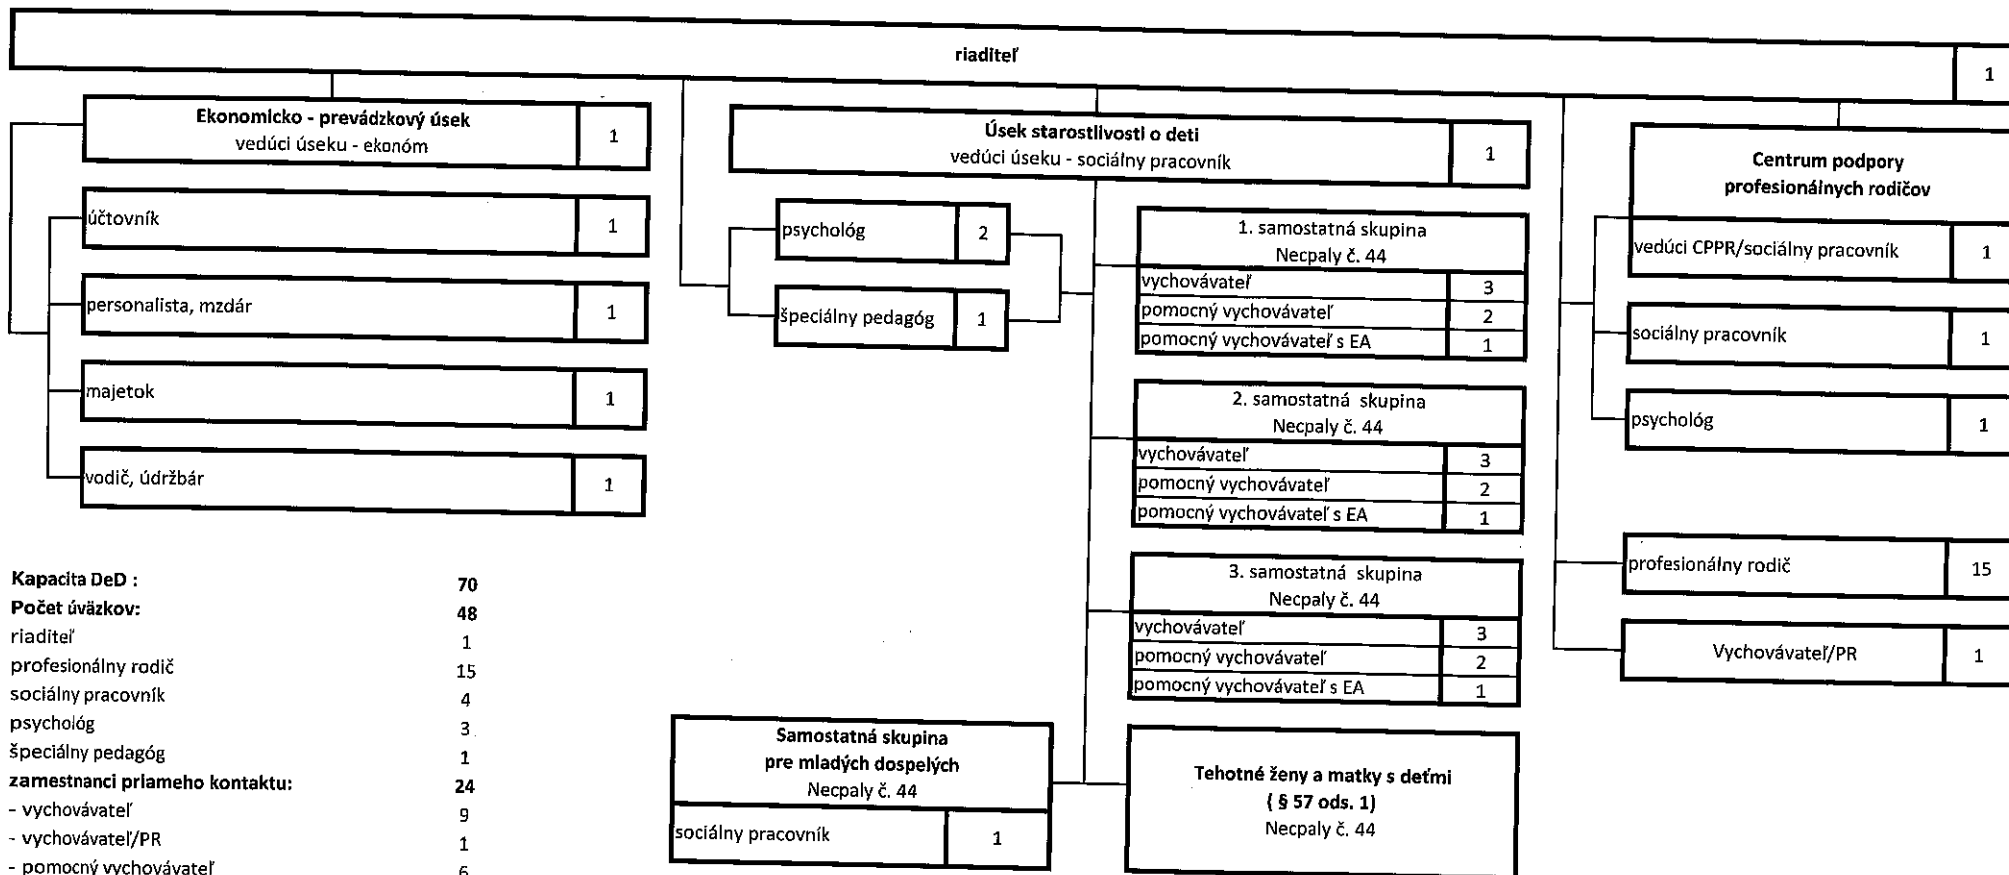 riaditeľ 1
Ekonomicko - prevádzkový úsek
vedúci úseku - ekonóm 1
účtovník 1
personalista, mzdár 1
majetok 1
vodič, údržbár 1
Úsek starostlivosti o deti
vedúci úseku - sociálny pracovník 1
psychológ 2
špeciálny pedagóg 1
1. samostatná skupina
Necpaly č. 44
vychovávateľ 3
pomocný vychovávateľ 2
pomocný vychovávateľ s EA 1
2. samostatná skupina
Necpaly č. 44
vychovávateľ 3
pomocný vychovávateľ 2
pomocný vychovávateľ s EA 1
3. samostatná skupina
Necpaly č. 44
vychovávateľ 3
pomocný vychovávateľ 2
pomocný vychovávateľ s EA 1
Samostatná skupina
pre mladých dospelých
Necpaly č. 44
sociálny pracovník 1
Tehotné ženy a matky s deťmi
( § 57 ods. 1)
Necpaly č. 44
Centrum podpory
profesionálnych rodičov
vedúci CPPR/sociálny pracovník 1
sociálny pracovník 1
psychológ 1
profesionálny rodič 15
Vychovávateľ/PR 1
Kapacita DeD : 70
Počet úväzkov: 48
riaditeľ 1
profesionálny rodič 15
sociálny pracovník 4
psychológ 3
špeciálny pedagóg 1
zamestnanci priameho kontaktu: 24
- vychovávateľ 9
- vychovávateľ/PR 1
- pomocný vychovávateľ 6